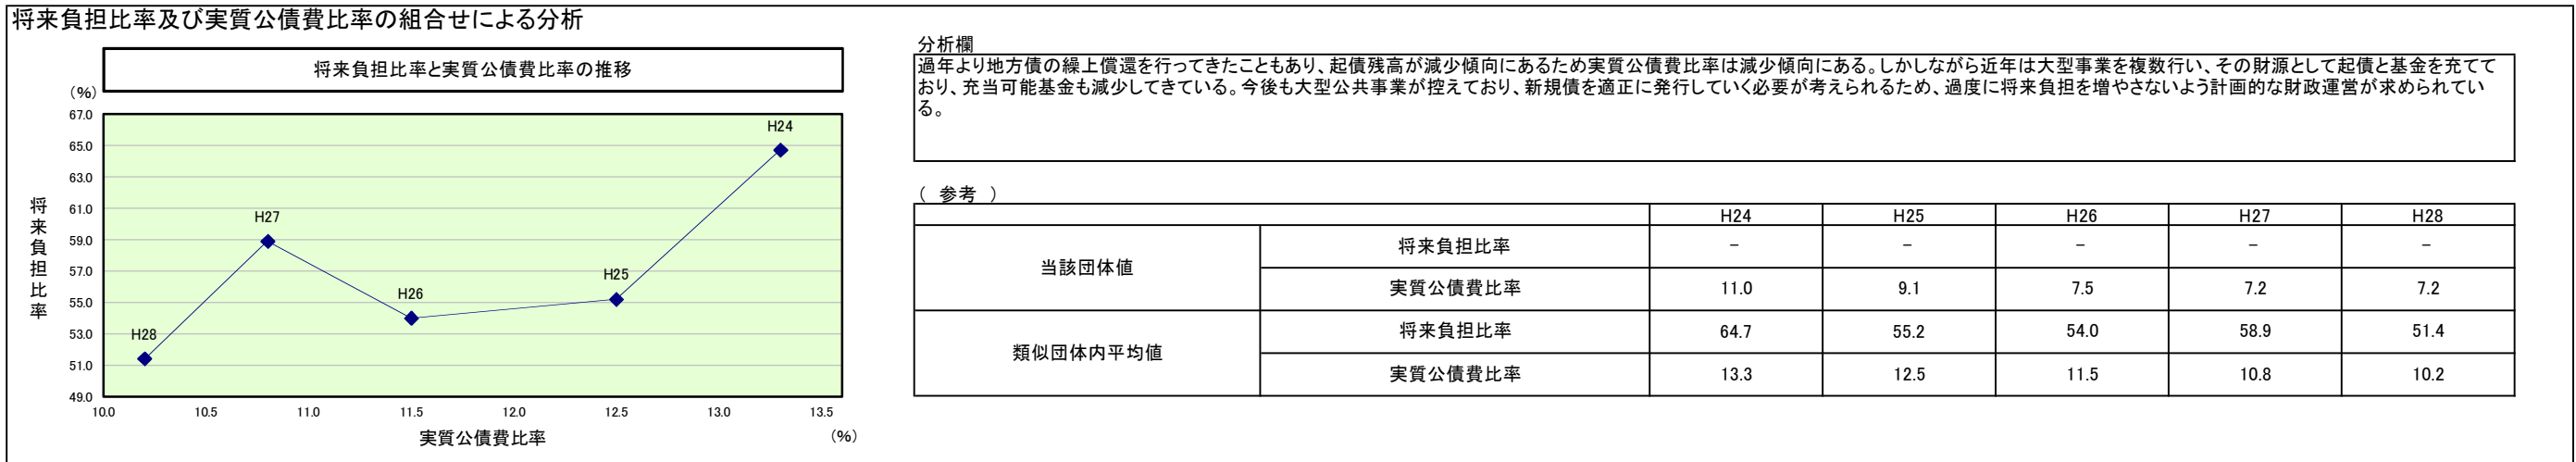 将来負担比率及び実質公債費比率の組合せによる分析
将来負担比率と実質公債費比率の推移
(%)
67.0
65.0
63.0
61.0
59.0
57.0
55.0
53.0
51.0
49.0
将来負担比率
H24
H27
H25
H26
H28
10.0 10.5 11.0 11.5 12.0 12.5 13.0 13.5
実質公債費比率 (%)
分析欄
過年より地方債の繰上償還を行ってきたこともあり、起債残高が減少傾向にあるため実質公債費比率は減少傾向にある。しかしながら近年は大型事業を複数行い、その財源として起債と基金を充てて
おり、充当可能基金も減少してきている。今後も大型公共事業が控えており、新規債を適正に発行していく必要が考えられるため、過度に将来負担を増やさないよう計画的な財政運営が求められてい
る。
( 参考 )
H24 H25 H26 H27 H28
当該団体値
将来負担比率 － － － － －
実質公債費比率 11.0 9.1 7.5 7.2 7.2
類似団体内平均値
将来負担比率 64.7 55.2 54.0 58.9 51.4
実質公債費比率 13.3 12.5 11.5 10.8 10.2